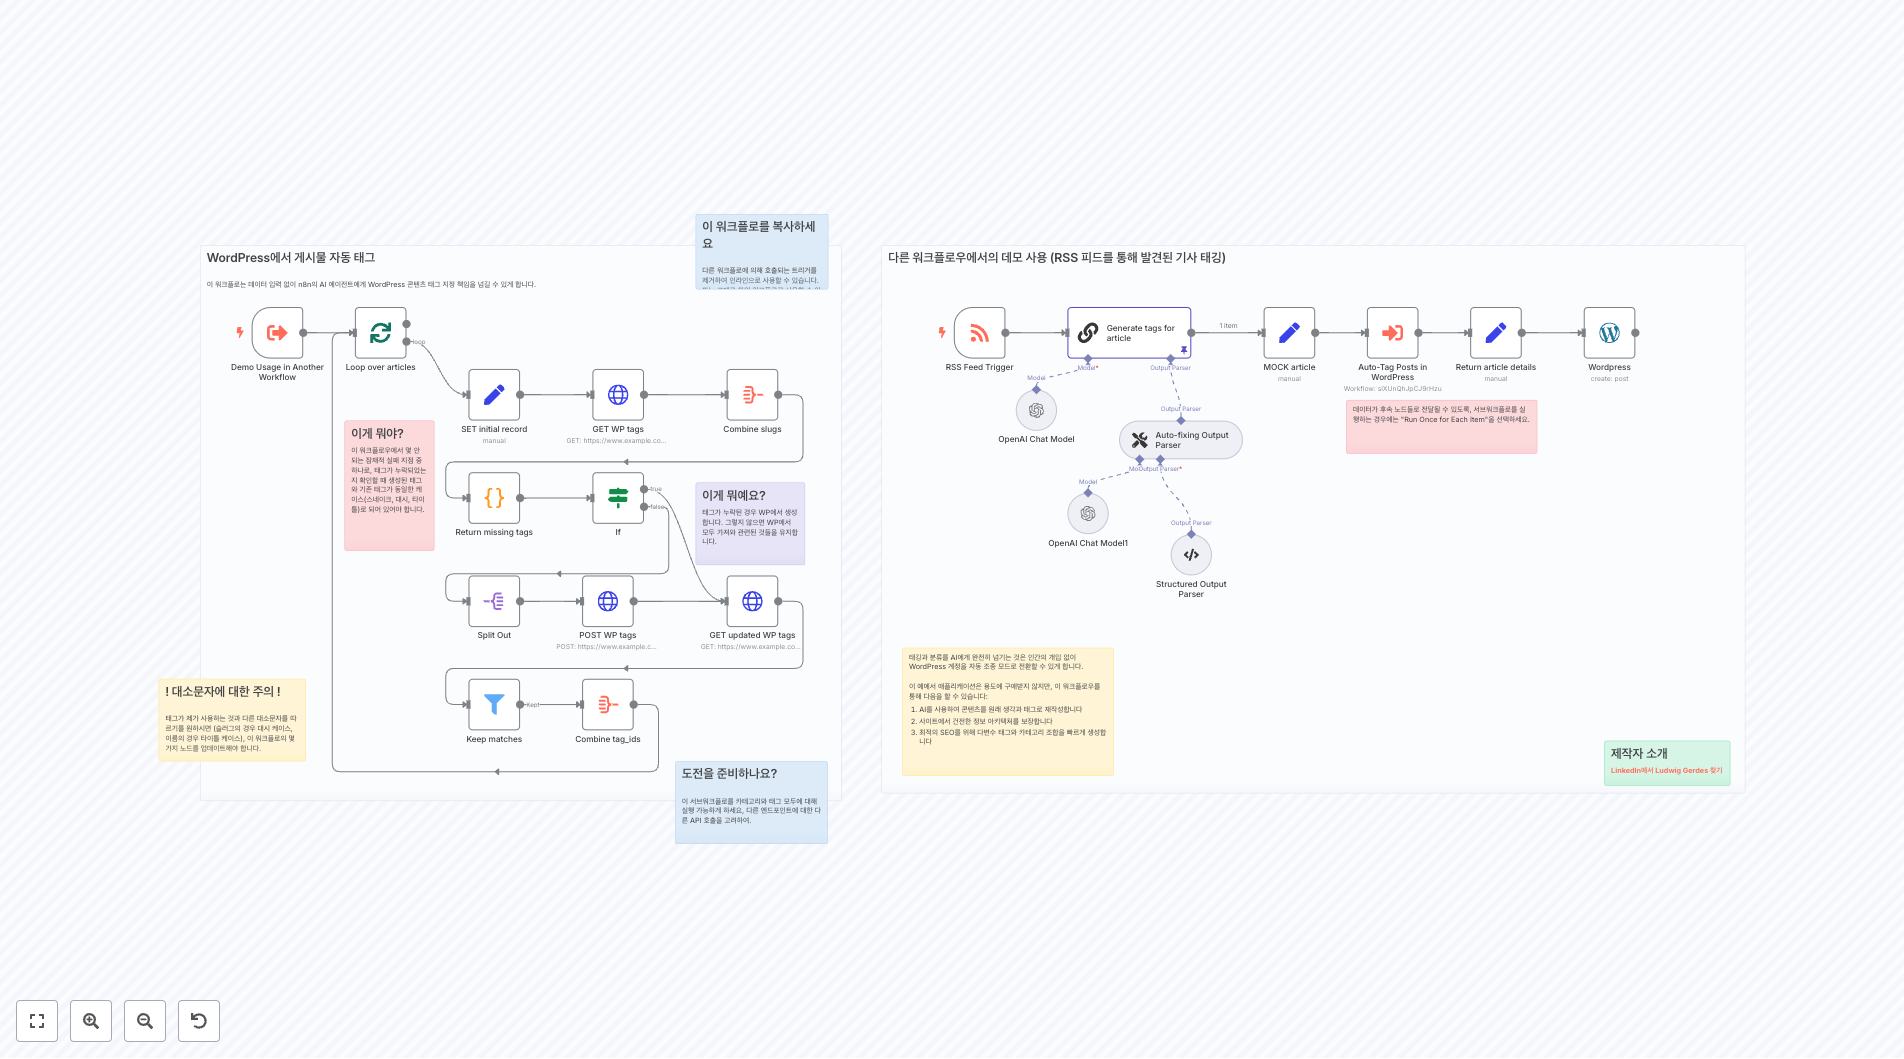 WordPress에서 게시물 자동 태그
이 워크플로는 데이터 입력 없이 n8n의 AI 에이전트에게 WordPress 콘텐츠 태그 지정 책임을 넘길 수 있게 합니다.
이 워크플로를 복사하세
요
다른 워크플로에 의해 호출되는 트리거를
제거하여 인라인으로 사용할 수 있습니다.
Demo Usage in Another
Workflow
Loop over articles
loop
SET initial record
manual
GET WP tags
GET: https://www.example.co...
Combine slugs
이게 뭐야?
이 워크플로우에서 몇 안
되는 잠재적 실패 지점 중
하나로, 태그가 누락되었는
지 확인할 때 생성된 태그
와 기존 태그가 동일한 케
이스(스네이크, 대시, 타이
틀)로 되어 있어야 합니다.
Return missing tags
If
true
false
이게 뭐예요?
태그가 누락된 경우 WP에서 생성
합니다. 그렇지 않으면 WP에서
모두 가져와 관련된 것들을 유지합
니다.
Split Out
POST WP tags
POST: https://www.example.c...
GET updated WP tags
GET: https://www.example.co...
! 대소문자에 대한 주의 !
태그가 제가 사용하는 것과 다른 대소문자를 따
르기를 원하시면 (슬러그의 경우 대시 케이스,
이름의 경우 타이틀 케이스), 이 워크플로의 몇
가지 노드를 업데이트해야 합니다.
Keep matches
Kept
Combine tag_ids
도전을 준비하나요?
이 서브워크플로를 카테고리와 태그 모두에 대해
실행 가능하게 하세요, 다른 엔드포인트에 대한 다
른 API 호출을 고려하여.
다른 워크플로우에서의 데모 사용 (RSS 피드를 통해 발견된 기사 태깅)
RSS Feed Trigger
Generate tags for
article
Model*
Output Parser
1 item
MOCK article
manual
Auto-Tag Posts in
WordPress
Return article details
manual
Wordpress
create: post
데이터가 후속 노드들로 전달될 수 있도록, 서브워크플로를 실
행하는 경우에는 "Run Once for Each Item"을 선택하세요.
Model
OpenAI Chat Model
Output Parser
Auto-fixing Output
Parser
Output Parser*
Model
OpenAI Chat Model1
Output Parser
Structured Output
Parser
태깅과 분류를 AI에게 완전히 넘기는 것은 인간의 개입 없이
WordPress 계정을 자동 조종 모드로 전환할 수 있게 합니다.
이 예에서 애플리케이션은 용도에 구애받지 않지만, 이 워크플로우를
통해 다음을 할 수 있습니다:
1. AI를 사용하여 콘텐츠를 원래 생각과 태그로 재작성합니다
2. 사이트에서 건전한 정보 아키텍처를 보장합니다
3. 최적의 SEO를 위해 다변수 태그와 카테고리 조합을 빠르게 생성합
니다
제작자 소개
LinkedIn에서 Ludwig Gerdes 찾기